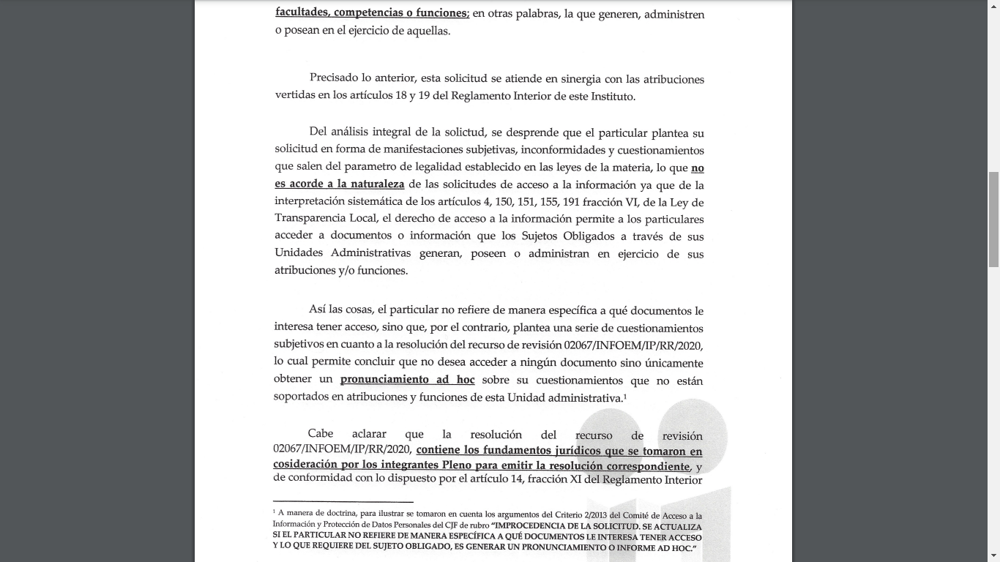 facultades, competencias o funciones; en otras palabras, la que generen, administren
o posean en el ejercicio de aquellas.
Precisado lo anterior, esta solicitud se atiende en sinergia con las atribuciones
vertidas en los artículos 18 y 19 del Reglamento Interior de este Instituto.
Del análisis integral de la solictud, se desprende que el particular plantea su
solicitud en forma de manifestaciones subjetivas, inconformidades y cuestionamientos
que salen del parametro de legalidad establecido en las leyes de la materia, lo que no
es acorde a la naturaleza de las solicitudes de acceso a la información ya que de la
interpretación sistemática de los artículos 4, 150, 151, 155, 191 fracción VI, de la Ley de
Transparencia Local, el derecho de acceso a la información permite a los particulares
acceder a documentos o información que los Sujetos Obligados a través de sus
Unidades Administrativas generan, poseen o administran en ejercicio de sus
atribuciones y/o funciones.
Así las cosas, el particular no refiere de manera específica a qué documentos le
interesa tener acceso, sino que, por el contrario, plantea una serie de cuestionamientos
subjetivos en cuanto a la resolución del recurso de revisión 02067/INFOEM/IP/RR/2020,
lo cual permite concluir que no desea acceder a ningún documento sino únicamente
obtener un pronunciamiento ad hoc sobre su cuestionamientos que no están
soportados en atribuciones y funciones de esta Unidad administrativa.¹
Cabe aclarar que la resolución del recurso de revisión
02067/INFOEM/IP/RR/2020, contiene los fundamentos jurídicos que se tomaron en
cosideración por los integrantes Pleno para emitir la resolución correspondiente, y
de conformidad con lo dispuesto por el artículo 14, fracción XI del Reglamento Interior
¹ A manera de doctrina, para ilustrar se tomaron en cuenta los argumentos del Criterio 2/2013 del Comité de Acceso a la
Información y Protección de Datos Personales del CJF de rubro “IMPROCEDENCIA DE LA SOLICITUD. SE ACTUALIZA
SI EL PARTICULAR NO REFIERE DE MANERA ESPECÍFICA A QUÉ DOCUMENTOS LE INTERESA TENER ACCESO
Y LO QUE REQUIERE DEL SUJETO OBLIGADO, ES GENERAR UN PRONUNCIAMIENTO O INFORME AD HOC.”